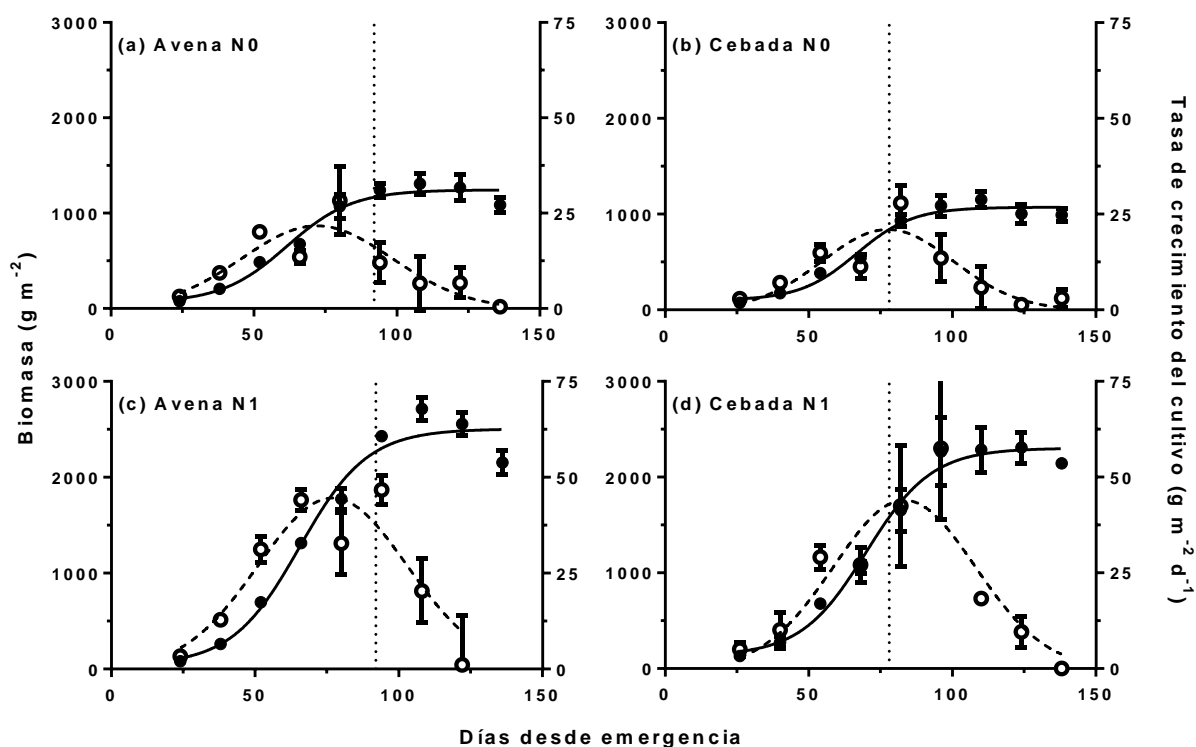 (a) Avena N0
3000
2000
1000
0
75
50
25
0
0 50 100 150
(b) Cebada N0
3000
2000
1000
0
75
50
25
0
0 50 100 150
(c) Avena N1
3000
2000
1000
0
75
50
25
0
0 50 100 150
(d) Cebada N1
3000
2000
1000
0
75
50
25
0
0 50 100 150
Biomasa (g m⁻²)
Tasa de crecimiento del cultivo (g m⁻² d⁻¹)
Días desde emergencia